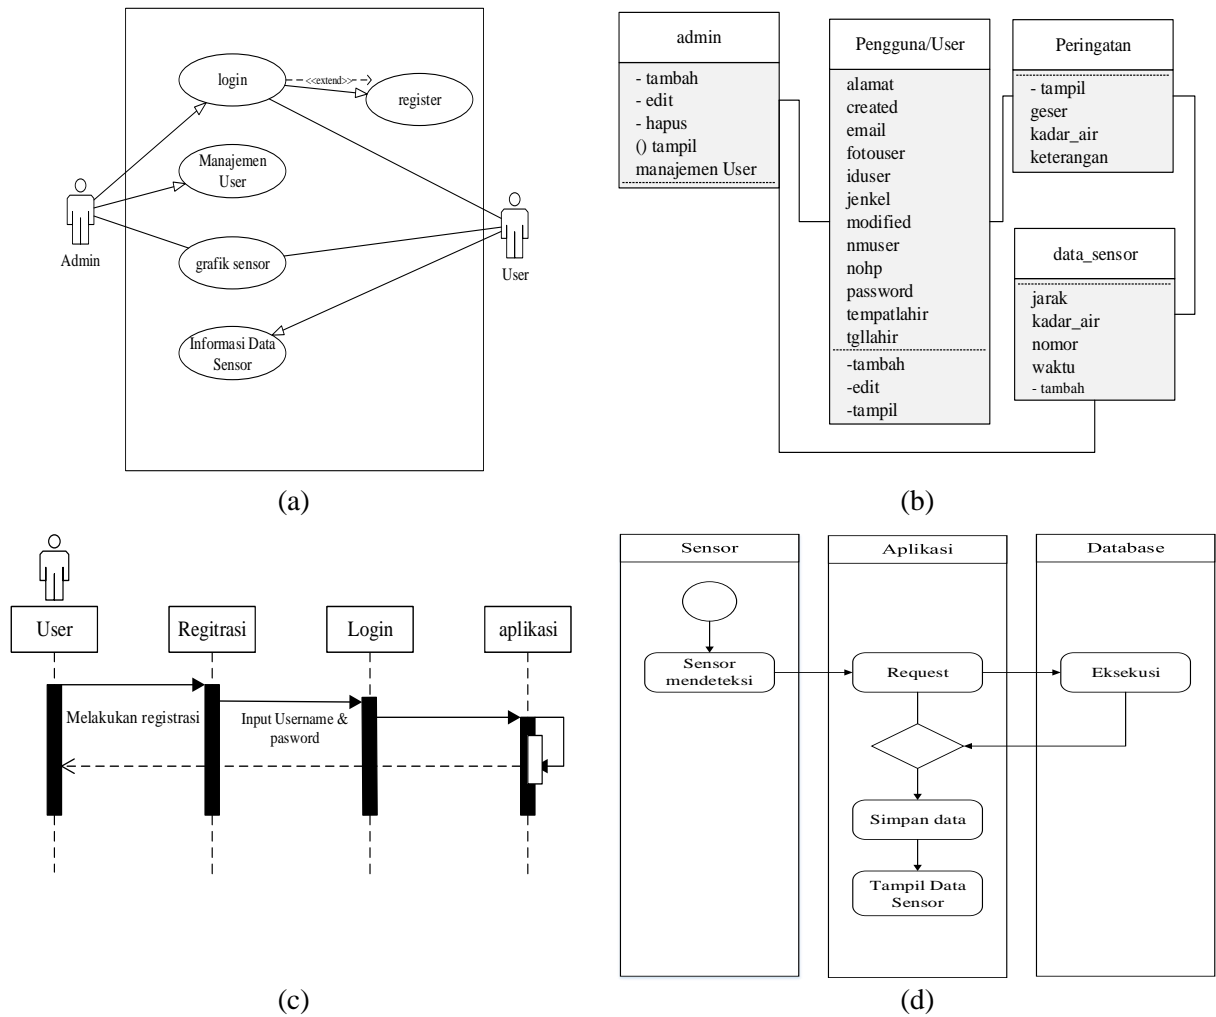 login
<<extend>>
register
Manajemen
User
Admin
grafik sensor
User
Informasi Data
Sensor
(a)
admin
- tambah
- edit
- hapus
() tampil
manajemen User
Pengguna/User
alamat
created
email
fotouser
iduser
jenkel
modified
nmuser
nohp
password
tempatlahir
tgllahir
-tambah
-edit
-tampil
Peringatan
- tampil
geser
kadar_air
keterangan
data_sensor
jarak
kadar_air
nomor
waktu
- tambah
(b)
User
Regitrasi
Login
aplikasi
Melakukan registrasi
Input Username &
pasword
(c)
Sensor
Aplikasi
Database
Sensor
mendeteksi
Request
Eksekusi
Simpan data
Tampil Data
Sensor
(d)